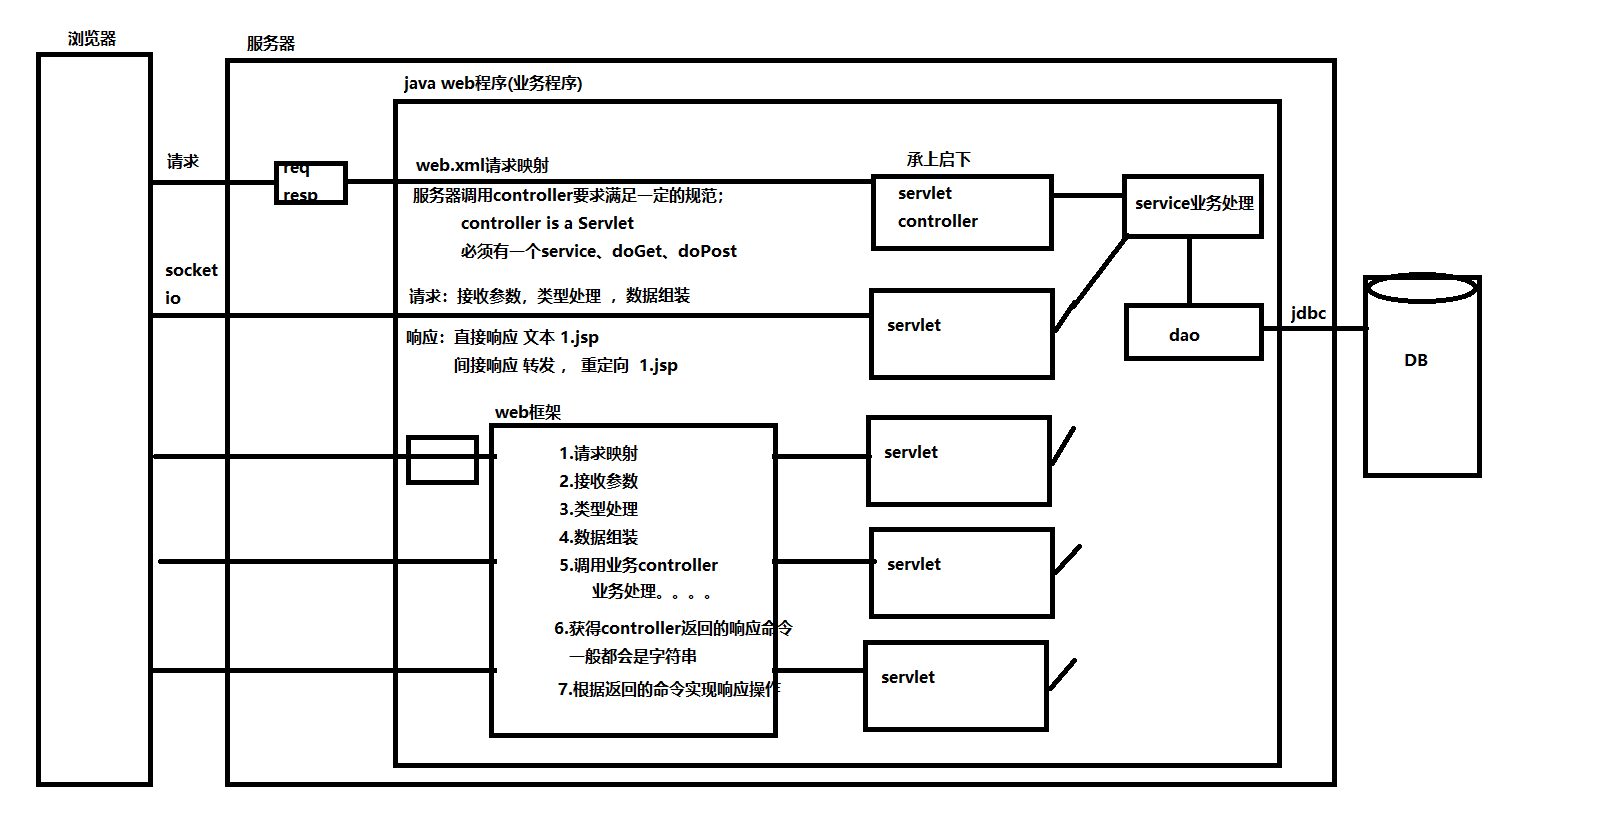 浏览器
服务器
java web程序(业务程序)
请求
req
resp
web.xml请求映射
服务器调用controller要求满足一定的规范；
controller is a Servlet
必须有一个service、doGet、doPost
承上启下
servlet
controller
service业务处理
socket
io
请求：接收参数，类型处理 ，数据组装
响应：直接响应 文本 1.jsp
间接响应 转发 ， 重定向 1.jsp
servlet
dao
jdbc
DB
web框架
1.请求映射
2.接收参数
3.类型处理
4.数据组装
5.调用业务controller
业务处理。。。。
6.获得controller返回的响应命令
一般都会是字符串
7.根据返回的命令实现响应操作
servlet
servlet
servlet